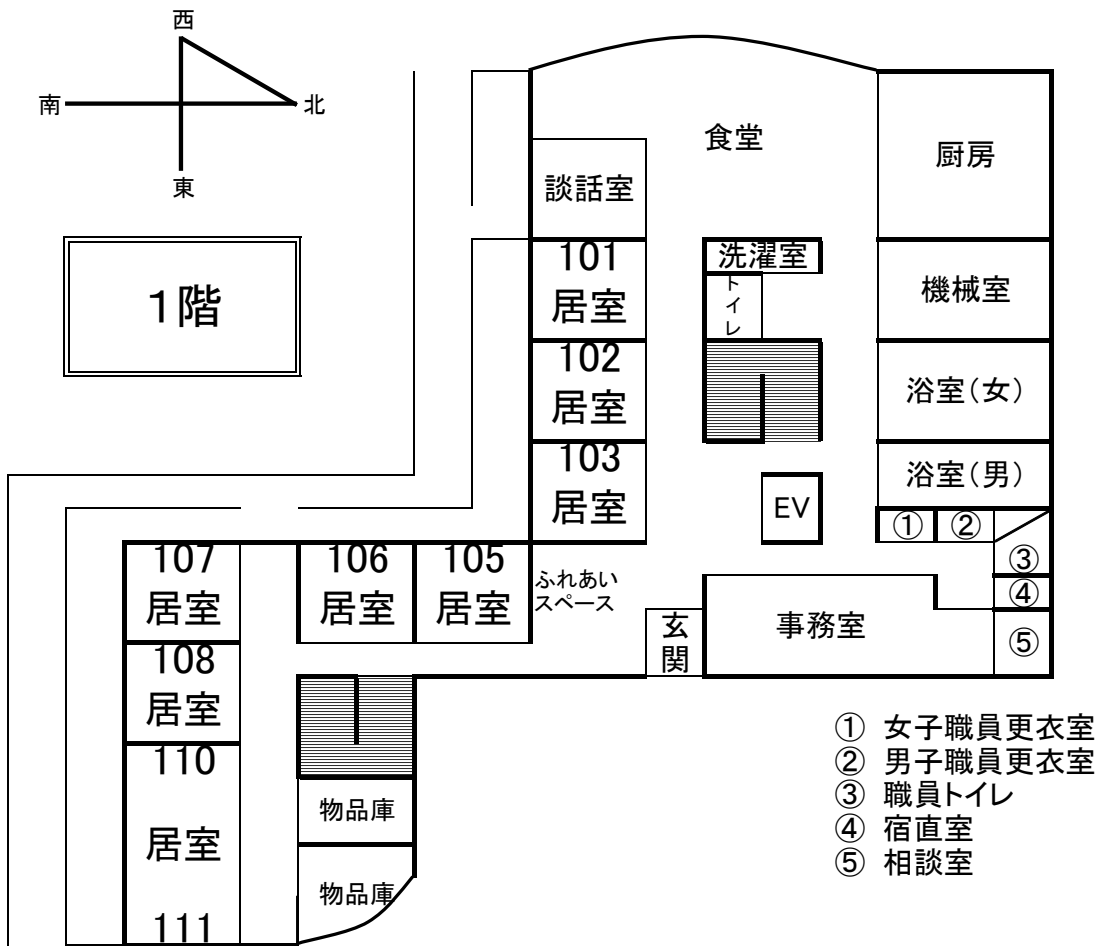 西
南
北
東
1階
食堂
厨房
談話室
101
居室
洗濯室
トイレ
機械室
102
居室
浴室(女)
103
居室
EV
浴室(男)
①
②
③
④
⑤
107
居室
106
居室
105
居室
ふれあい
スペース
玄関
事務室
108
居室
110
居室
111
物品庫
物品庫
① 女子職員更衣室
② 男子職員更衣室
③ 職員トイレ
④ 宿直室
⑤ 相談室